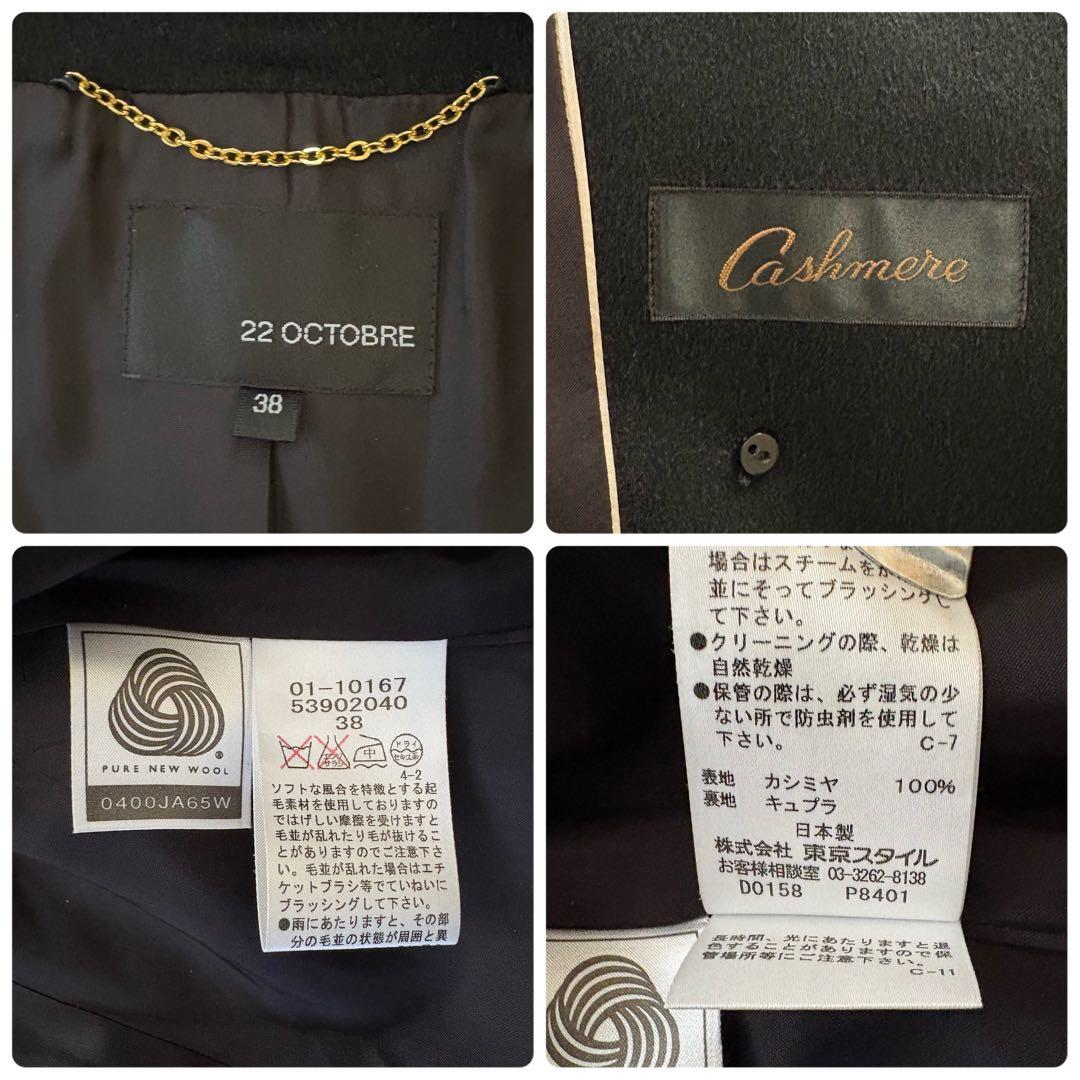 22 OCTOBRE
38
Cashmere
PURE NEW WOOL
0400JA65W
01-10167
53902040
38
エンソ
サラシ
中
ドライ
セキユ系
4-2
ソフトな風合を特徴とする起
毛素材を使用しておりますの
ではげしい摩擦を受けますと
毛並が乱れたり毛が抜けるこ
とがありますのでご注意下さ
い。毛並が乱れた場合はエチ
ケットブラシ等でていねいに
ブラッシングして下さい。
●雨にあたりますと、その部
分の毛並の状態が周囲と異
場合はスチームを
並にそってブラッシングし
て下さい。
●クリーニングの際、乾燥は
自然乾燥
●保管の際は、必ず湿気の少
ない所で防虫剤を使用して
下さい。 C-7
表地 カシミヤ 100%
裏地 キュプラ
日本製
株式会社 東京スタイル
お客様相談室 03-3262-8138
D0158 P8401
長時間、光にあたりますと退
色することがありますので保
管場所等にご注意下さい。
C-11